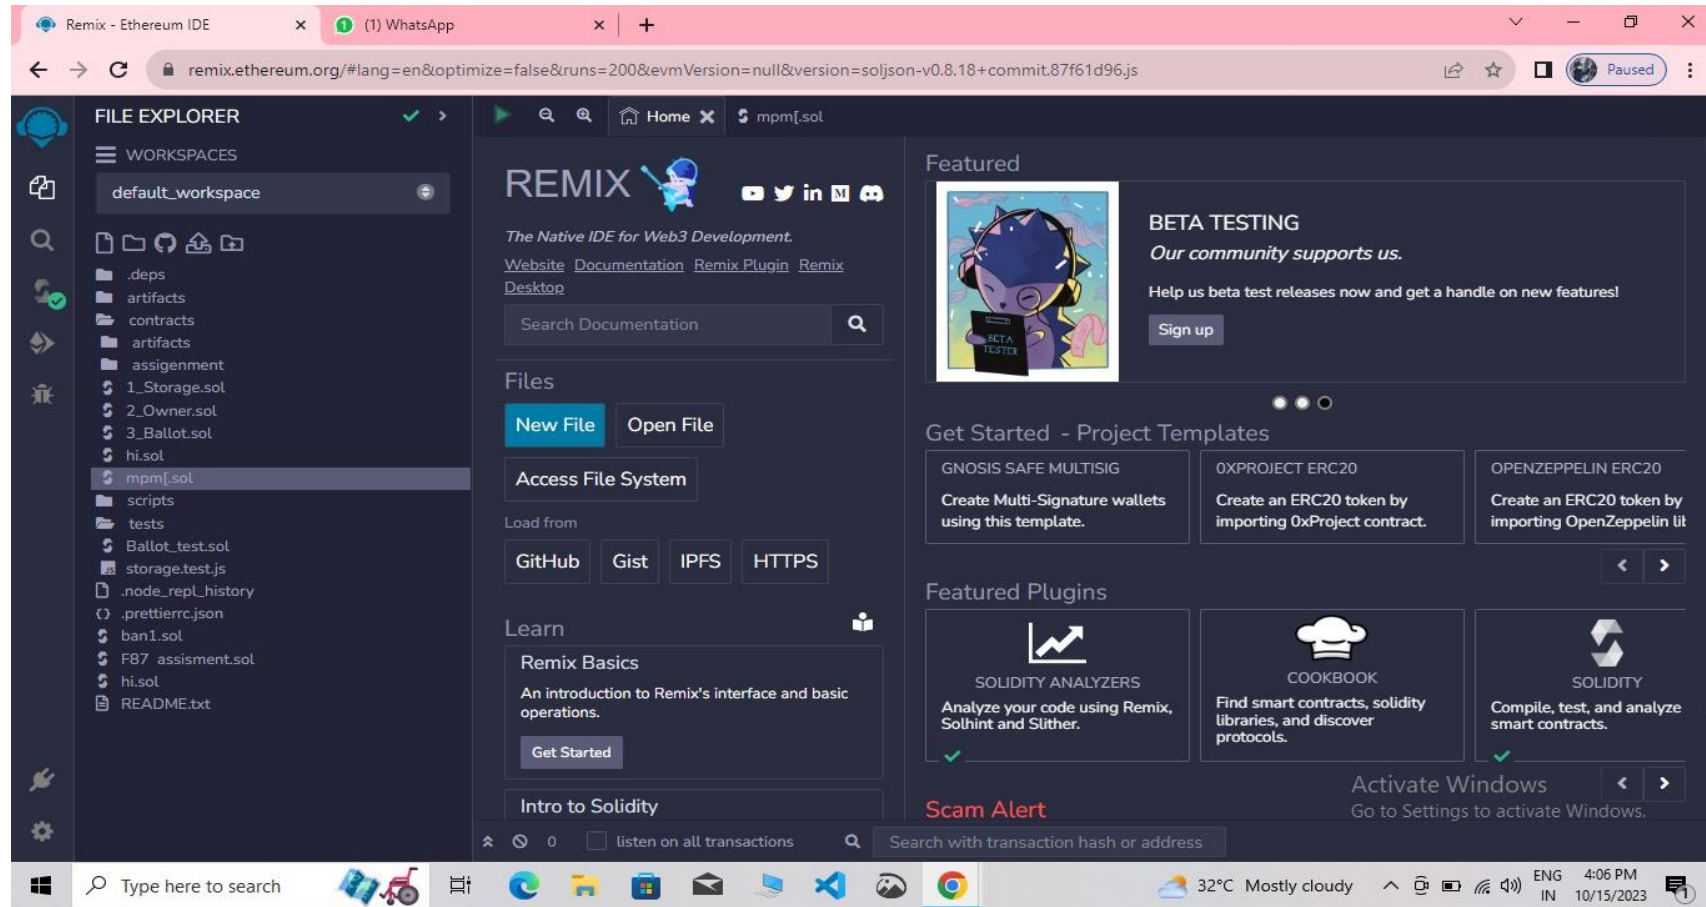 Remix - Ethereum IDE
(1) WhatsApp
remix.ethereum.org/#lang=en&optimize=false&runs=200&evmVersion=null&version=soljson-v0.8.18+commit.87f61d96.js
Paused
FILE EXPLORER
WORKSPACES
default_workspace
.deps
artifacts
contracts
artifacts
assigenment
1_Storage.sol
2_Owner.sol
3_Ballot.sol
hi.sol
mpm[.sol
scripts
tests
Ballot_test.sol
JS storage.test.js
.node_repl_history
{} .prettierrc.json
ban1.sol
F87 assisment.sol
hi.sol
README.txt
Home
mpm[.sol
REMIX
in M
The Native IDE for Web3 Development.
Website Documentation Remix Plugin Remix
Desktop
Search Documentation
Files
New File Open File
Access File System
Load from
GitHub Gist IPFS HTTPS
Learn
Remix Basics
An introduction to Remix's interface and basic
operations.
Get Started
Intro to Solidity
Featured
BETA
TESTER
BETA TESTING
Our community supports us.
Help us beta test releases now and get a handle on new features!
Sign up
Get Started - Project Templates
GNOSIS SAFE MULTISIG
Create Multi-Signature wallets
using this template.
0XPROJECT ERC20
Create an ERC20 token by
importing 0xProject contract.
OPENZEPPELIN ERC20
Create an ERC20 token by
importing OpenZeppelin lib
Featured Plugins
SOLIDITY ANALYZERS
Analyze your code using Remix,
Solhint and Slither.
COOKBOOK
Find smart contracts, solidity
libraries, and discover
protocols.
SOLIDITY
Compile, test, and analyze
smart contracts.
Scam Alert
Activate Windows
Go to Settings to activate Windows.
0 listen on all transactions
Search with transaction hash or address
Type here to search
32°C Mostly cloudy
ENG
IN
4:06 PM
10/15/2023
1